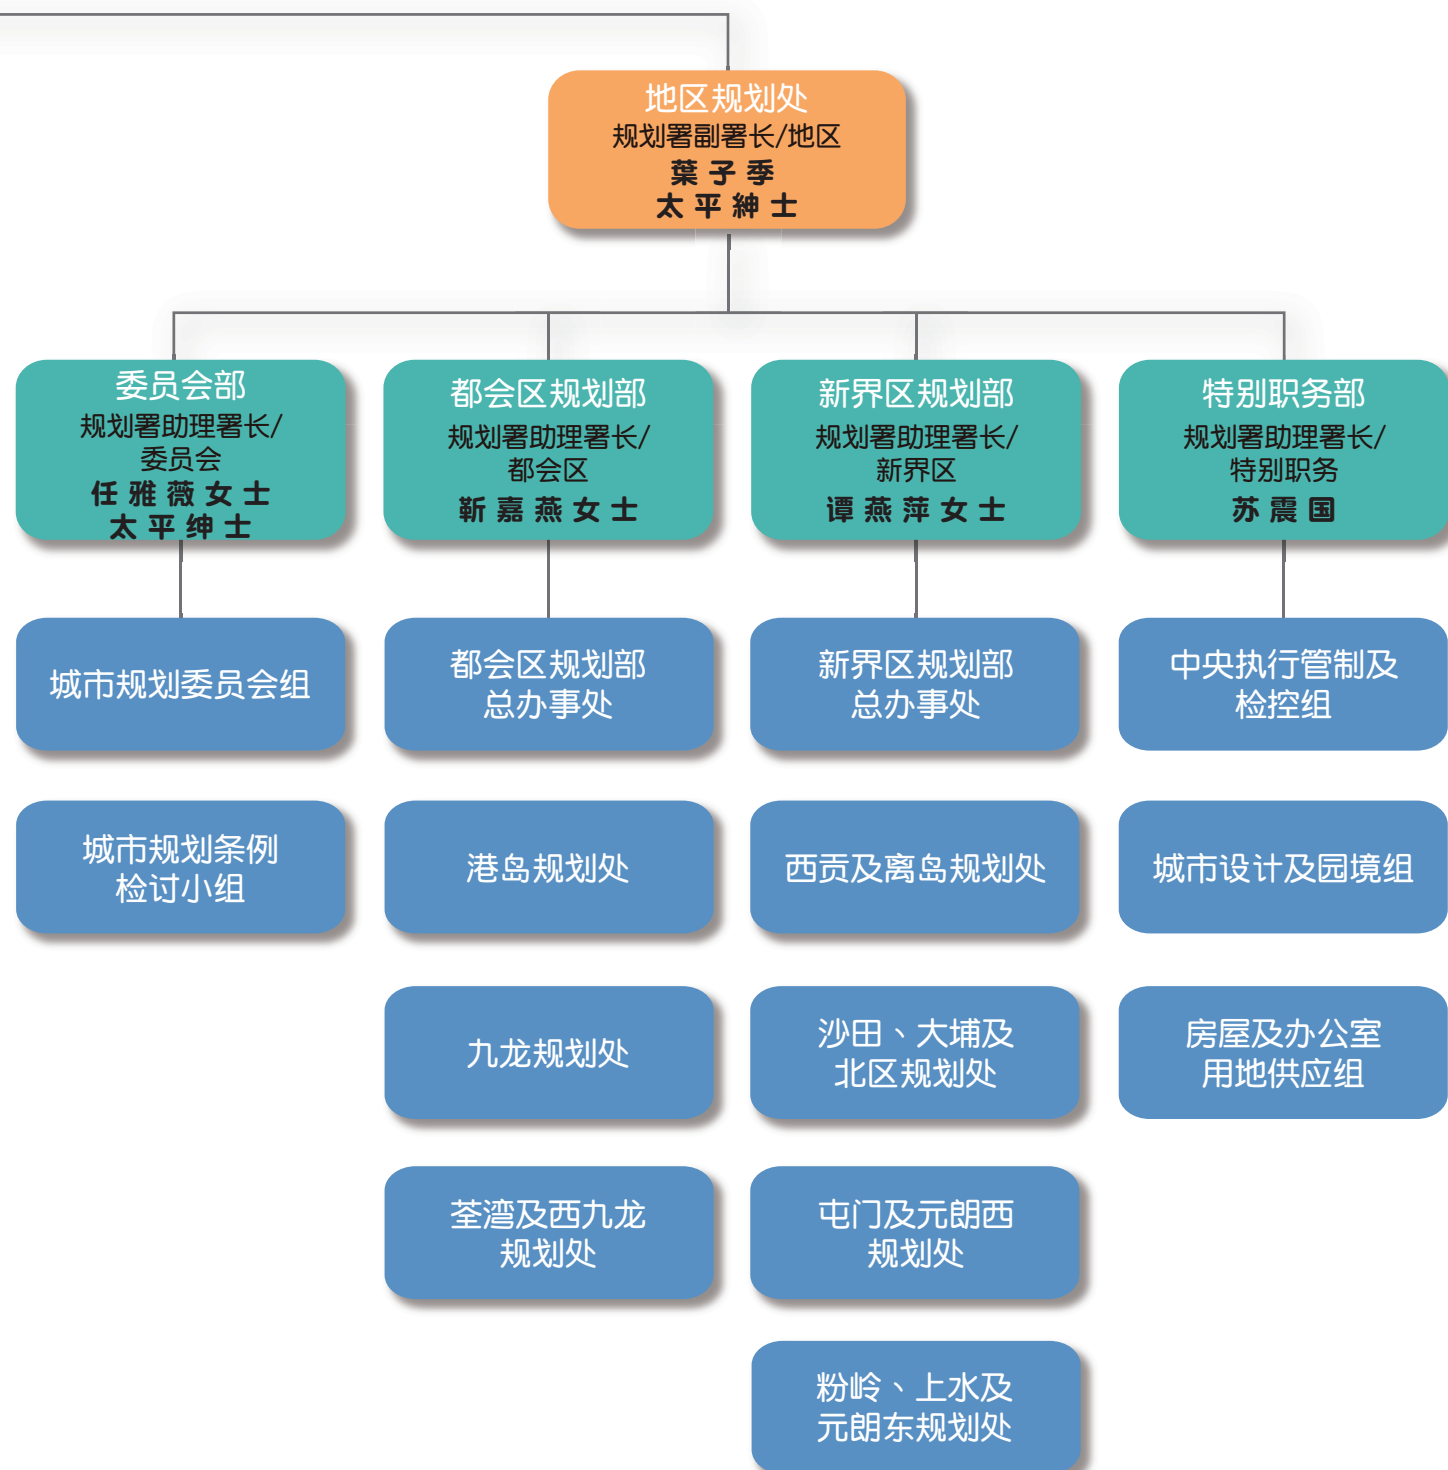 地区规划处
规划署副署长/地区
葉子季
太平紳士
委员会部
规划署助理署长/
委员会
任雅薇女士
太平绅士
都会区规划部
规划署助理署长/
都会区
靳嘉燕女士
新界区规划部
规划署助理署长/
新界区
谭燕萍女士
特别职务部
规划署助理署长/
特别职务
苏震国
城市规划委员会组
都会区规划部
总办事处
新界区规划部
总办事处
中央执行管制及
检控组
城市规划条例
检讨小组
港岛规划处
西贡及离岛规划处
城市设计及园境组
九龙规划处
沙田、大埔及
北区规划处
房屋及办公室
用地供应组
荃湾及西九龙
规划处
屯门及元朗西
规划处
粉岭、上水及
元朗东规划处